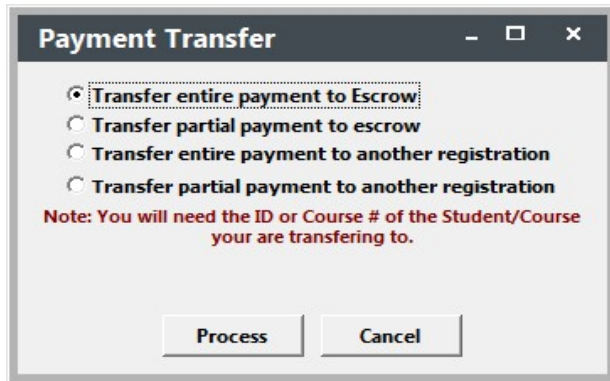 Payment Transfer
Transfer entire payment to Escrow
Transfer partial payment to escrow
Transfer entire payment to another registration
Transfer partial payment to another registration
Note: You will need the ID or Course # of the Student/Course
your are transfering to.
Process Cancel